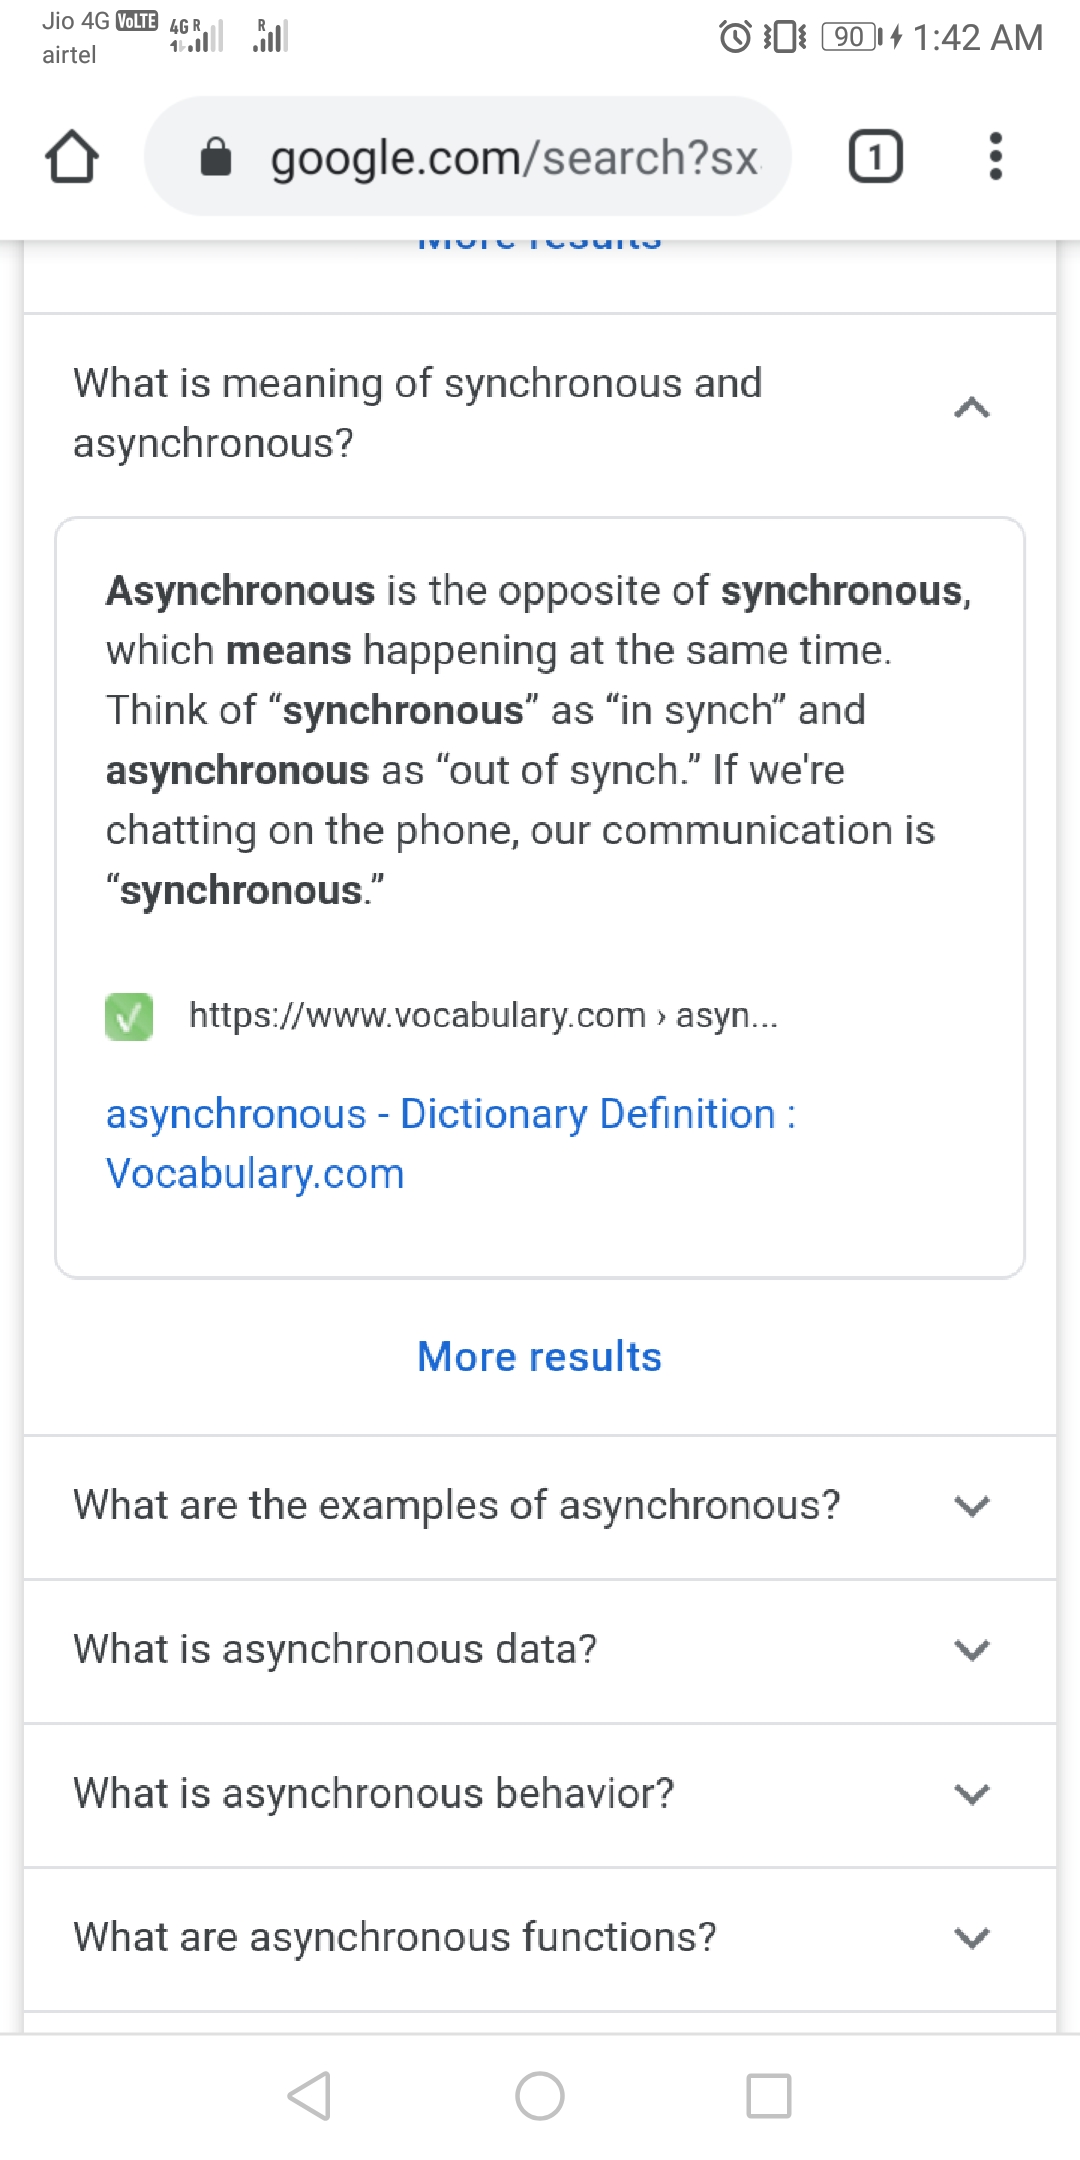 Jio 4G VoLTE 4G R R 90 1:42 AM
airtel
google.com/search?sx
1
More results
What is meaning of synchronous and
asynchronous?
Asynchronous is the opposite of synchronous,
which means happening at the same time.
Think of “synchronous” as “in synch” and
asynchronous as “out of synch.” If we're
chatting on the phone, our communication is
“synchronous.”
https://www.vocabulary.com › asyn...
asynchronous - Dictionary Definition :
Vocabulary.com
More results
What are the examples of asynchronous?
What is asynchronous data?
What is asynchronous behavior?
What are asynchronous functions?